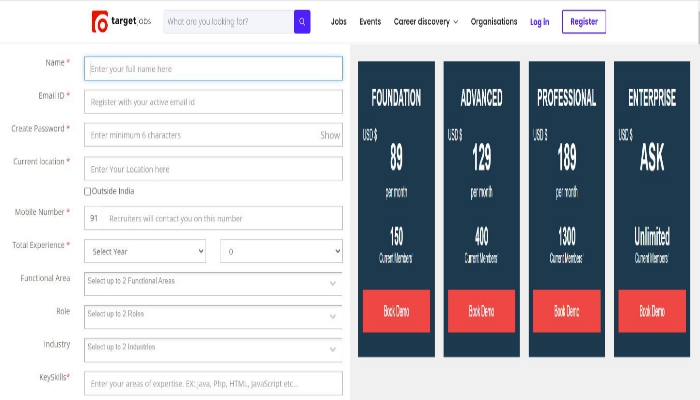 targetjobs What are you looking for? Jobs Events Career discovery Organisations Log in Register
Name *
Enter your full name here
Email ID *
Register with your active email id
Create Password *
Enter minimum 6 characters Show
Current location *
Enter Your Location here
Outside India
Mobile Number *
91 Recruiters will contact you on this number
Total Experience *
Select Year 0
Functional Area
Select up to 2 Functional Areas
Role
Select up to 2 Roles
Industry
Select up to 2 Industries
KeySkills*
Enter your areas of expertise. EX: Java, Php, HTML, JavaScript etc...
FOUNDATION
USD $
89
per month
150
Current Members'
Book Demo
ADVANCED
USD $
129
per month
400
Current Members'
Book Demo
PROFESSIONAL
USD $
189
per month
1300
Current Members'
Book Demo
ENTERPRISE
USD $
ASK
Unlimited
Current Members'
Book Demo